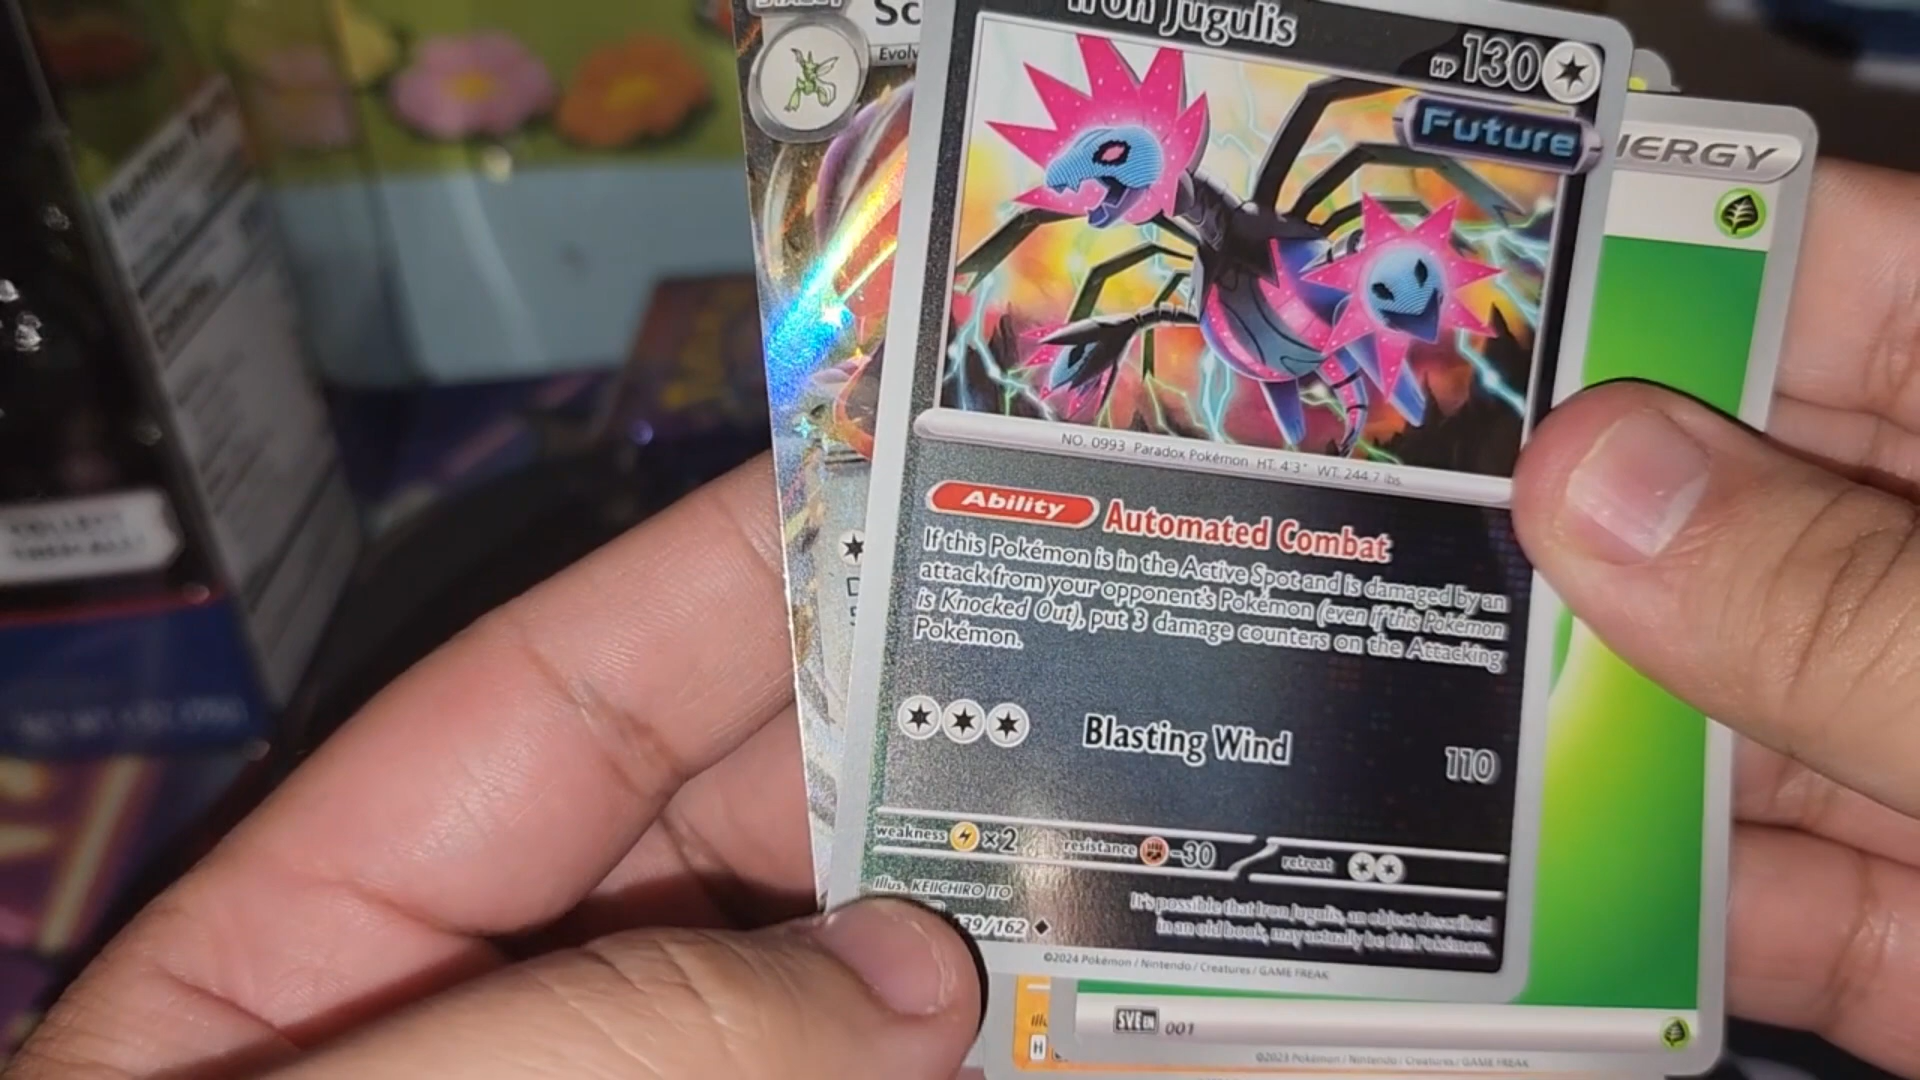 Sc
Evolv
Iron Jugulis
HP 130
Future
NERGY
NO. 0993 Paradox Pokémon HT. 4'3" WT. 244.7 lbs.
Ability Automated Combat
If this Pokémon is in the Active Spot and is damaged by an
attack from your opponent's Pokémon (even if this Pokémon
is Knocked Out), put 3 damage counters on the Attacking
Pokémon.
Blasting Wind 110
weakness ×2 resistance -30 retreat
Illus. KEIICHIRO ITO
139/162
It's possible that Iron Jugulis, an object described
in an old book, may actually be this Pokémon.
©2024 Pokémon / Nintendo / Creatures / GAME FREAK
SVE EN 001
H
©2023 Pokémon / Nintendo / Creatures / GAME FREAK